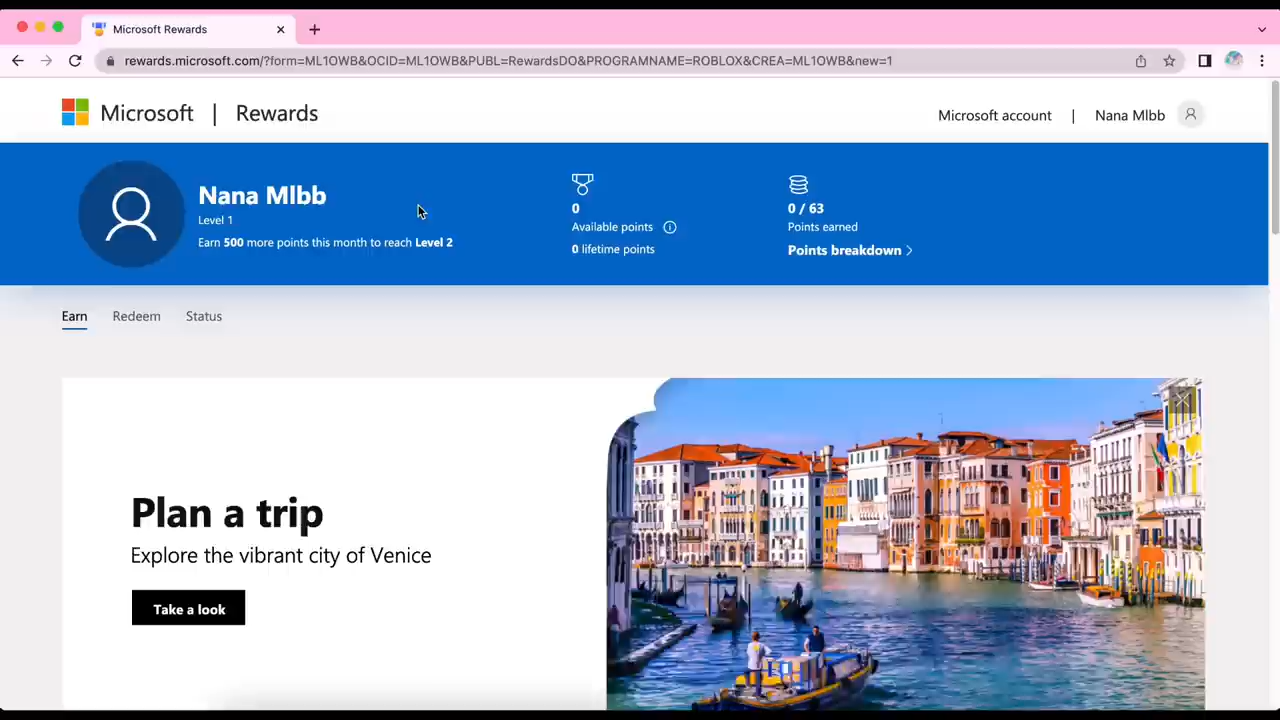 Microsoft Rewards
rewards.microsoft.com/?form=ML1OWB&OCID=ML1OWB&PUBL=RewardsDO&PROGRAMNAME=ROBLOX&CREA=ML1OWB&new=1
Microsoft | Rewards
Microsoft account | Nana Mlbb
Nana Mlbb
Level 1
Earn 500 more points this month to reach Level 2
0
Available points
0 lifetime points
0 / 63
Points earned
Points breakdown
Earn Redeem Status
Plan a trip
Explore the vibrant city of Venice
Take a look